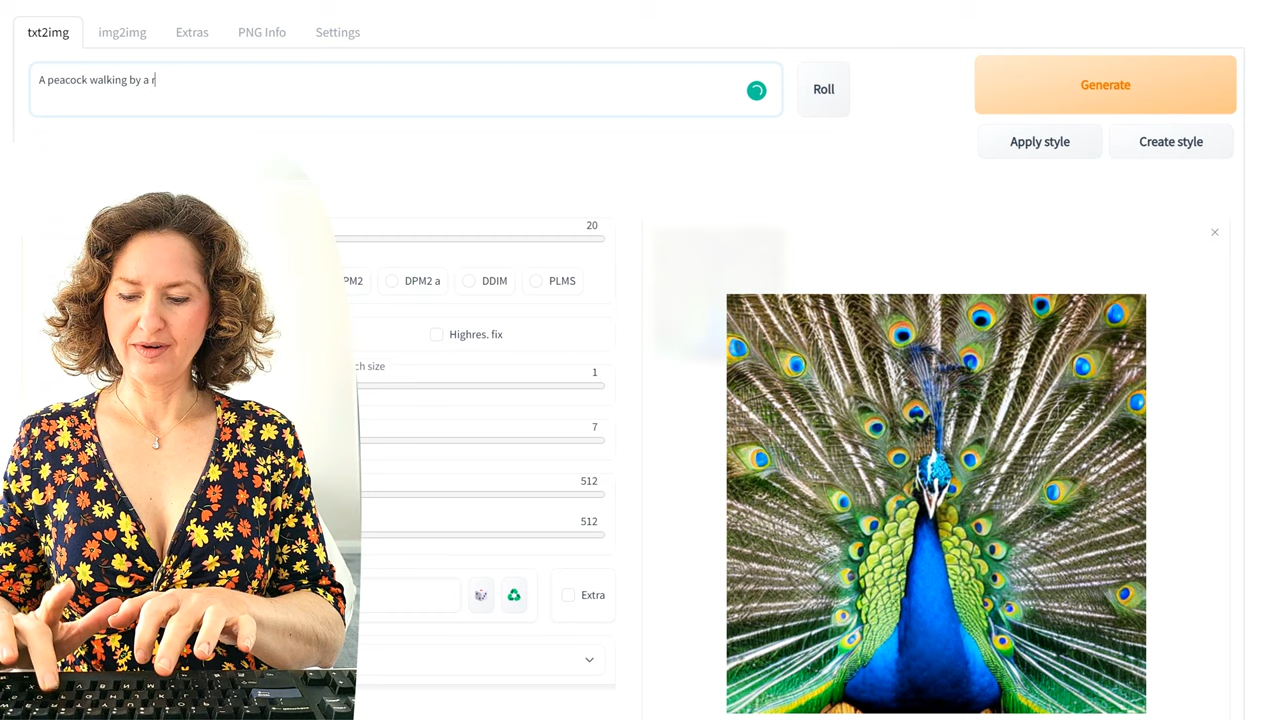 txt2img img2img Extras PNG Info Settings
A peacock walking by a r
Roll
Generate
Apply style Create style
20
PM2 DPM2 a DDIM PLMS
Highres. fix
ch size
1
7
512
512
Extra